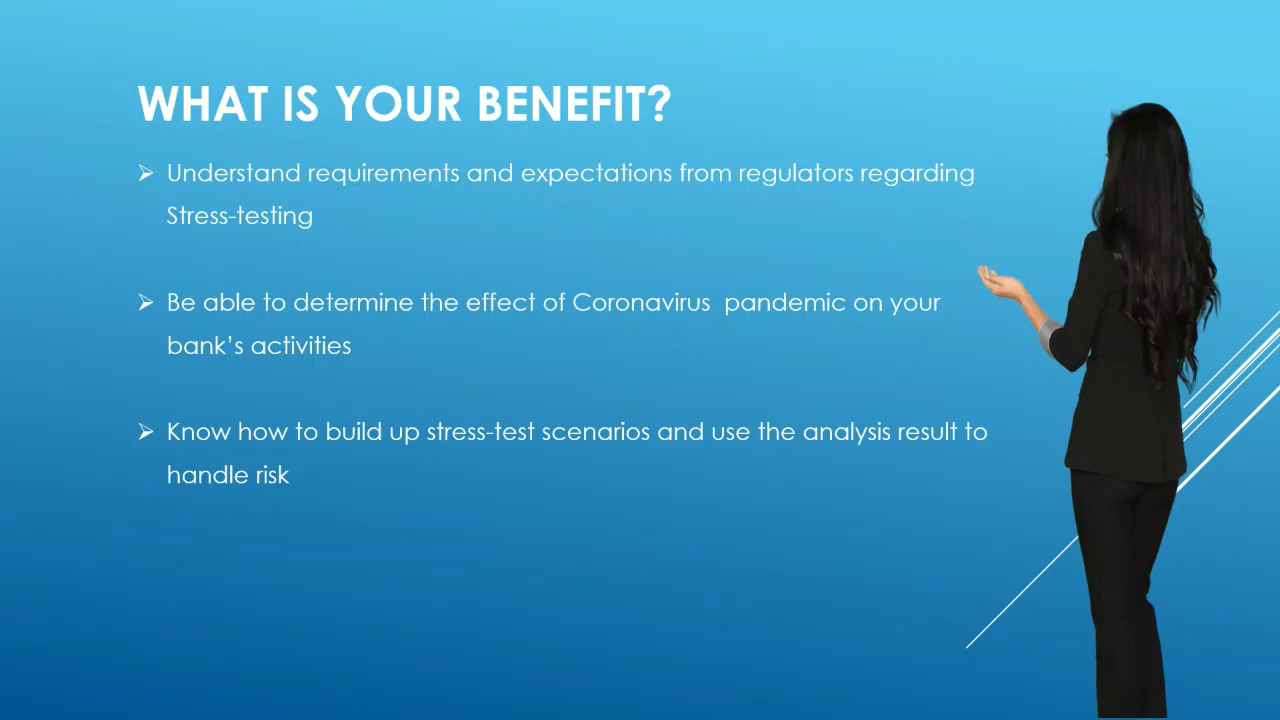 WHAT IS YOUR BENEFIT?
Understand requirements and expectations from regulators regarding
Stress-testing
Be able to determine the effect of Coronavirus  pandemic on your
bank’s activities
Know how to build up stress-test scenarios and use the analysis result to
handle risk